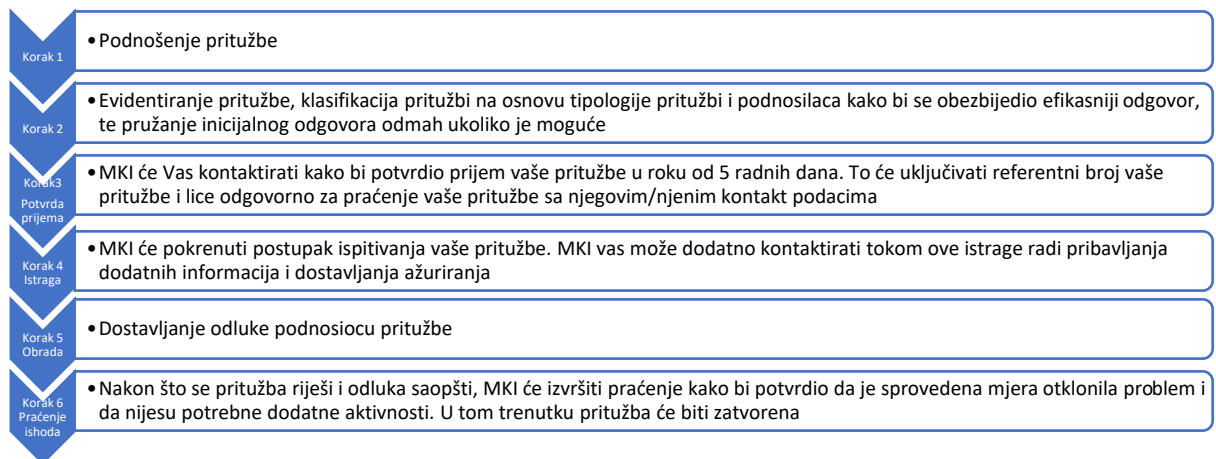 Korak 1
•Podnošenje pritužbe
Korak 2
•Evidentiranje pritužbe, klasifikacija pritužbi na osnovu tipologije pritužbi i podnosilaca kako bi se obezbijedio efikasniji odgovor,
te pružanje inicijalnog odgovora odmah ukoliko je moguće
Korak3
Potvrda
prijema
•MKI će Vas kontaktirati kako bi potvrdio prijem vaše pritužbe u roku od 5 radnih dana. To će uključivati referentni broj vaše
pritužbe i lice odgovorno za praćenje vaše pritužbe sa njegovim/njenim kontakt podacima
Korak 4
Istraga
•MKI će pokrenuti postupak ispitivanja vaše pritužbe. MKI vas može dodatno kontaktirati tokom ove istrage radi pribavljanja
dodatnih informacija i dostavljanja ažuriranja
Korak 5
Obrada
•Dostavljanje odluke podnosiocu pritužbe
Korak 6
Praćenje
ishoda
•Nakon što se pritužba riješi i odluka saopšti, MKI će izvršiti praćenje kako bi potvrdio da je sprovedena mjera otklonila problem i
da nijesu potrebne dodatne aktivnosti. U tom trenutku pritužba će biti zatvorena